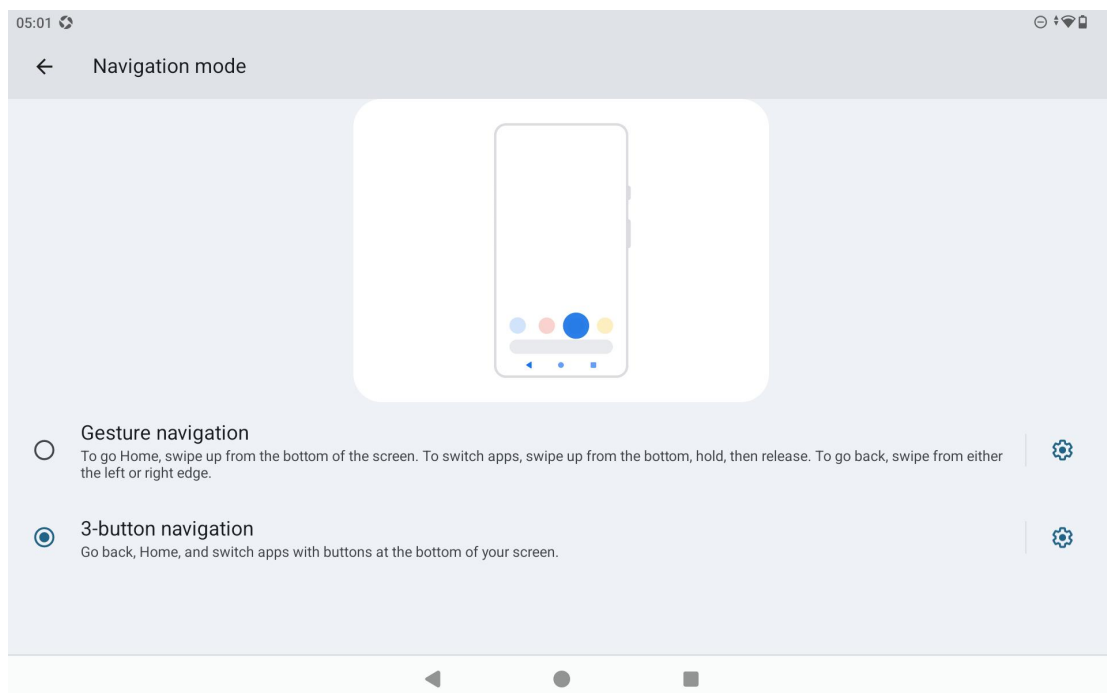 05:01
Navigation mode
Gesture navigation
To go Home, swipe up from the bottom of the screen. To switch apps, swipe up from the bottom, hold, then release. To go back, swipe from either
the left or right edge.
3-button navigation
Go back, Home, and switch apps with buttons at the bottom of your screen.